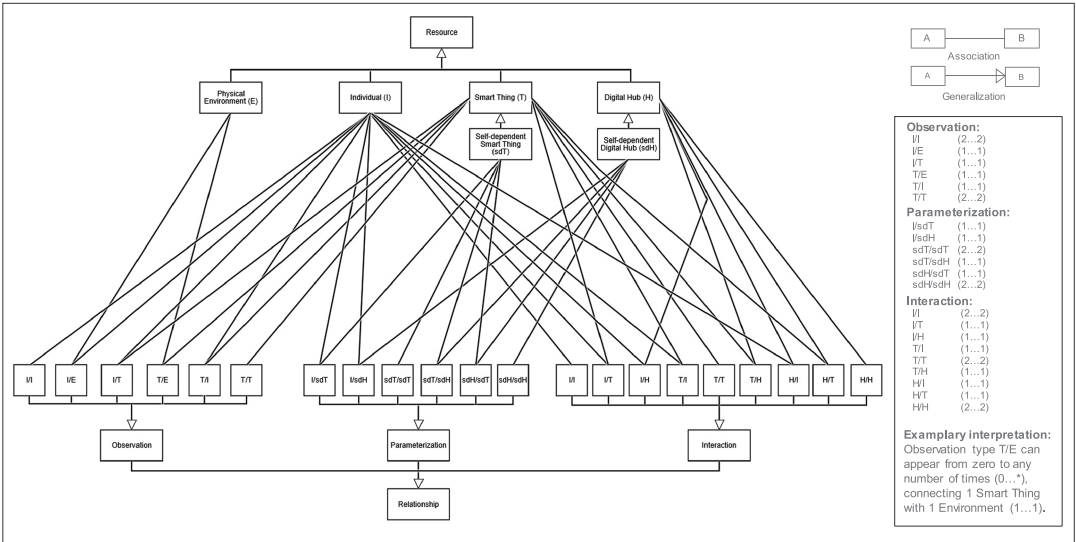 Resource
Physical
Environment (E)
Individual (I)
Smart Thing (T)
Digital Hub (H)
Self-dependent
Smart Thing
(sdT)
Self-dependent
Digital Hub (sdH)
I/I
I/E
I/T
T/E
T/I
T/T
I/sdT
I/sdH
sdT/sdT
sdT/sdH
sdH/sdT
sdH/sdH
I/I
I/T
I/H
T/I
T/T
T/H
H/I
H/T
H/H
Observation
Parameterization
Interaction
Relationship
A
B
Association
A
B
Generalization
Observation:
I/I (2...2)
I/E (1...1)
I/T (1...1)
T/E (1...1)
T/I (1...1)
T/T (2...2)
Parameterization:
I/sdT (1...1)
I/sdH (1...1)
sdT/sdT (2...2)
sdT/sdH (1...1)
sdH/sdT (1...1)
sdH/sdH (2...2)
Interaction:
I/I (2...2)
I/T (1...1)
I/H (1...1)
T/I (1...1)
T/T (2...2)
T/H (1...1)
H/I (1...1)
H/T (1...1)
H/H (2...2)
Examplary interpretation:
Observation type T/E can
appear from zero to any
number of times (0...*),
connecting 1 Smart Thing
with 1 Environment (1...1).